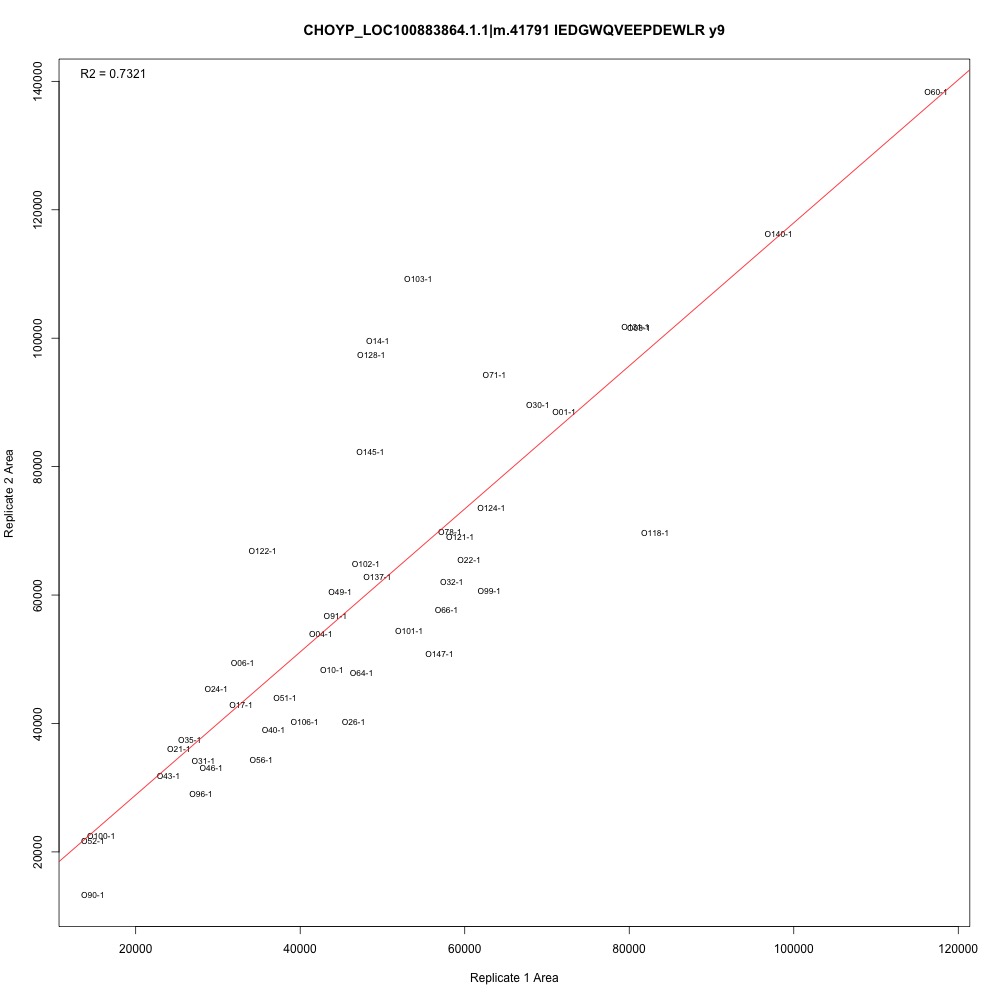 CHOYP_LOC100883864.1.1|m.41791 IEDGWQVEEPDEWLR y9
R2 = 0.7321
O60-1
O140-1
O103-1
O14-1
O128-1
O71-1
O30-1
O01-1
O145-1
O124-1
O78-1
O121-1
O118-1
O122-1
O22-1
O102-1
O137-1
O32-1
O49-1
O99-1
O66-1
O91-1
O04-1
O101-1
O147-1
O06-1
O10-1
O64-1
O24-1
O51-1
O17-1
O106-1
O26-1
O40-1
O35-1
O21-1
O31-1
O56-1
O46-1
O43-1
O96-1
O100-1
O52-1
O90-1
140000
120000
100000
80000
60000
40000
20000
Replicate 2 Area
20000 40000 60000 80000 100000 120000
Replicate 1 Area